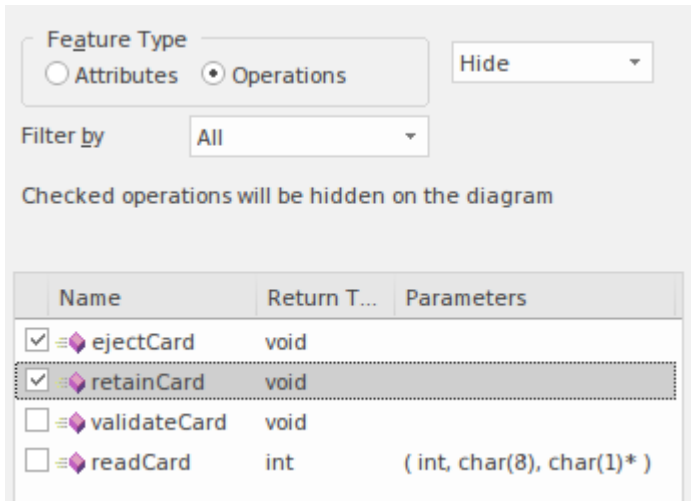 Feature Type
Attributes Operations Hide
Filter by All
Checked operations will be hidden on the diagram
Name Return T... Parameters
ejectCard void
retainCard void
validateCard void
readCard int ( int, char(8), char(1)* )